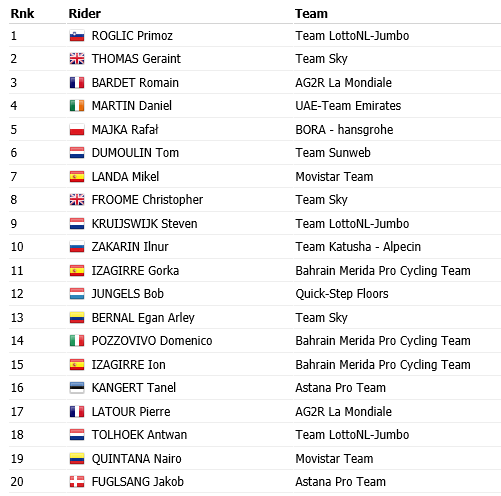 Rnk Rider Team
1 ROGLIC Primoz Team LottoNL-Jumbo
2 THOMAS Geraint Team Sky
3 BARDET Romain AG2R La Mondiale
4 MARTIN Daniel UAE-Team Emirates
5 MAJKA Rafał BORA - hansgrohe
6 DUMOULIN Tom Team Sunweb
7 LANDA Mikel Movistar Team
8 FROOME Christopher Team Sky
9 KRUIJSWIJK Steven Team LottoNL-Jumbo
10 ZAKARIN Ilnur Team Katusha - Alpecin
11 IZAGIRRE Gorka Bahrain Merida Pro Cycling Team
12 JUNGELS Bob Quick-Step Floors
13 BERNAL Egan Arley Team Sky
14 POZZOVIVO Domenico Bahrain Merida Pro Cycling Team
15 IZAGIRRE Ion Bahrain Merida Pro Cycling Team
16 KANGERT Tanel Astana Pro Team
17 LATOUR Pierre AG2R La Mondiale
18 TOLHOEK Antwan Team LottoNL-Jumbo
19 QUINTANA Nairo Movistar Team
20 FUGLSANG Jakob Astana Pro Team